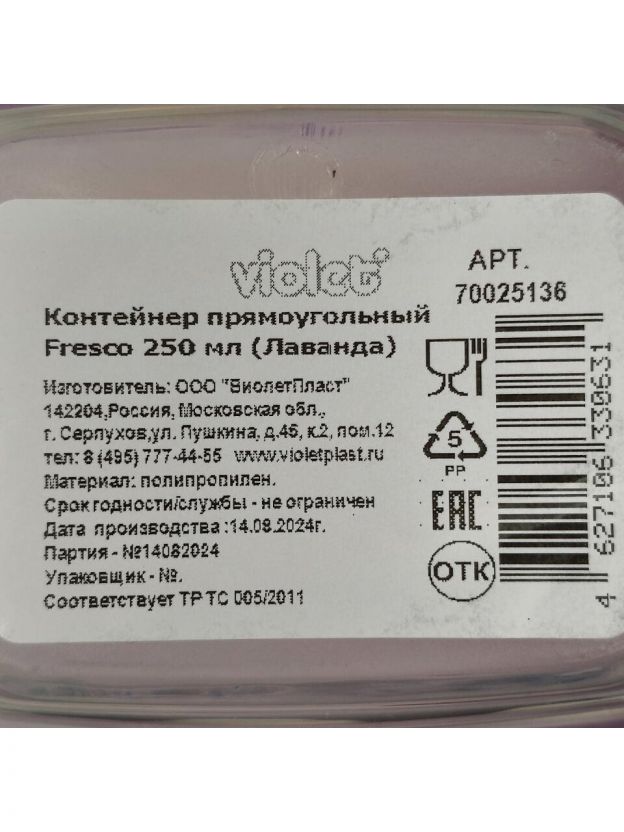 violet
АРТ.
70025136
Контейнер прямоугольный
Fresco 250 мл (Лаванда)
Изготовитель: ООО "ВиолетПласт"
142204,Россия, Московская обл.,
г. Серпухов,ул. Пушкина, д.45, к.2, пом.12
тел: 8 (495) 777-44-55 www.violetplast.ru
Материал: полипропилен.
Срок годности/службы - не ограничен
Дата производства :14.08.2024г.
Партия - №14082024
Упаковщик - №.
Соответствует ТР ТС 005/2011
5
PP
EAC
ОТК
4 627106 330631